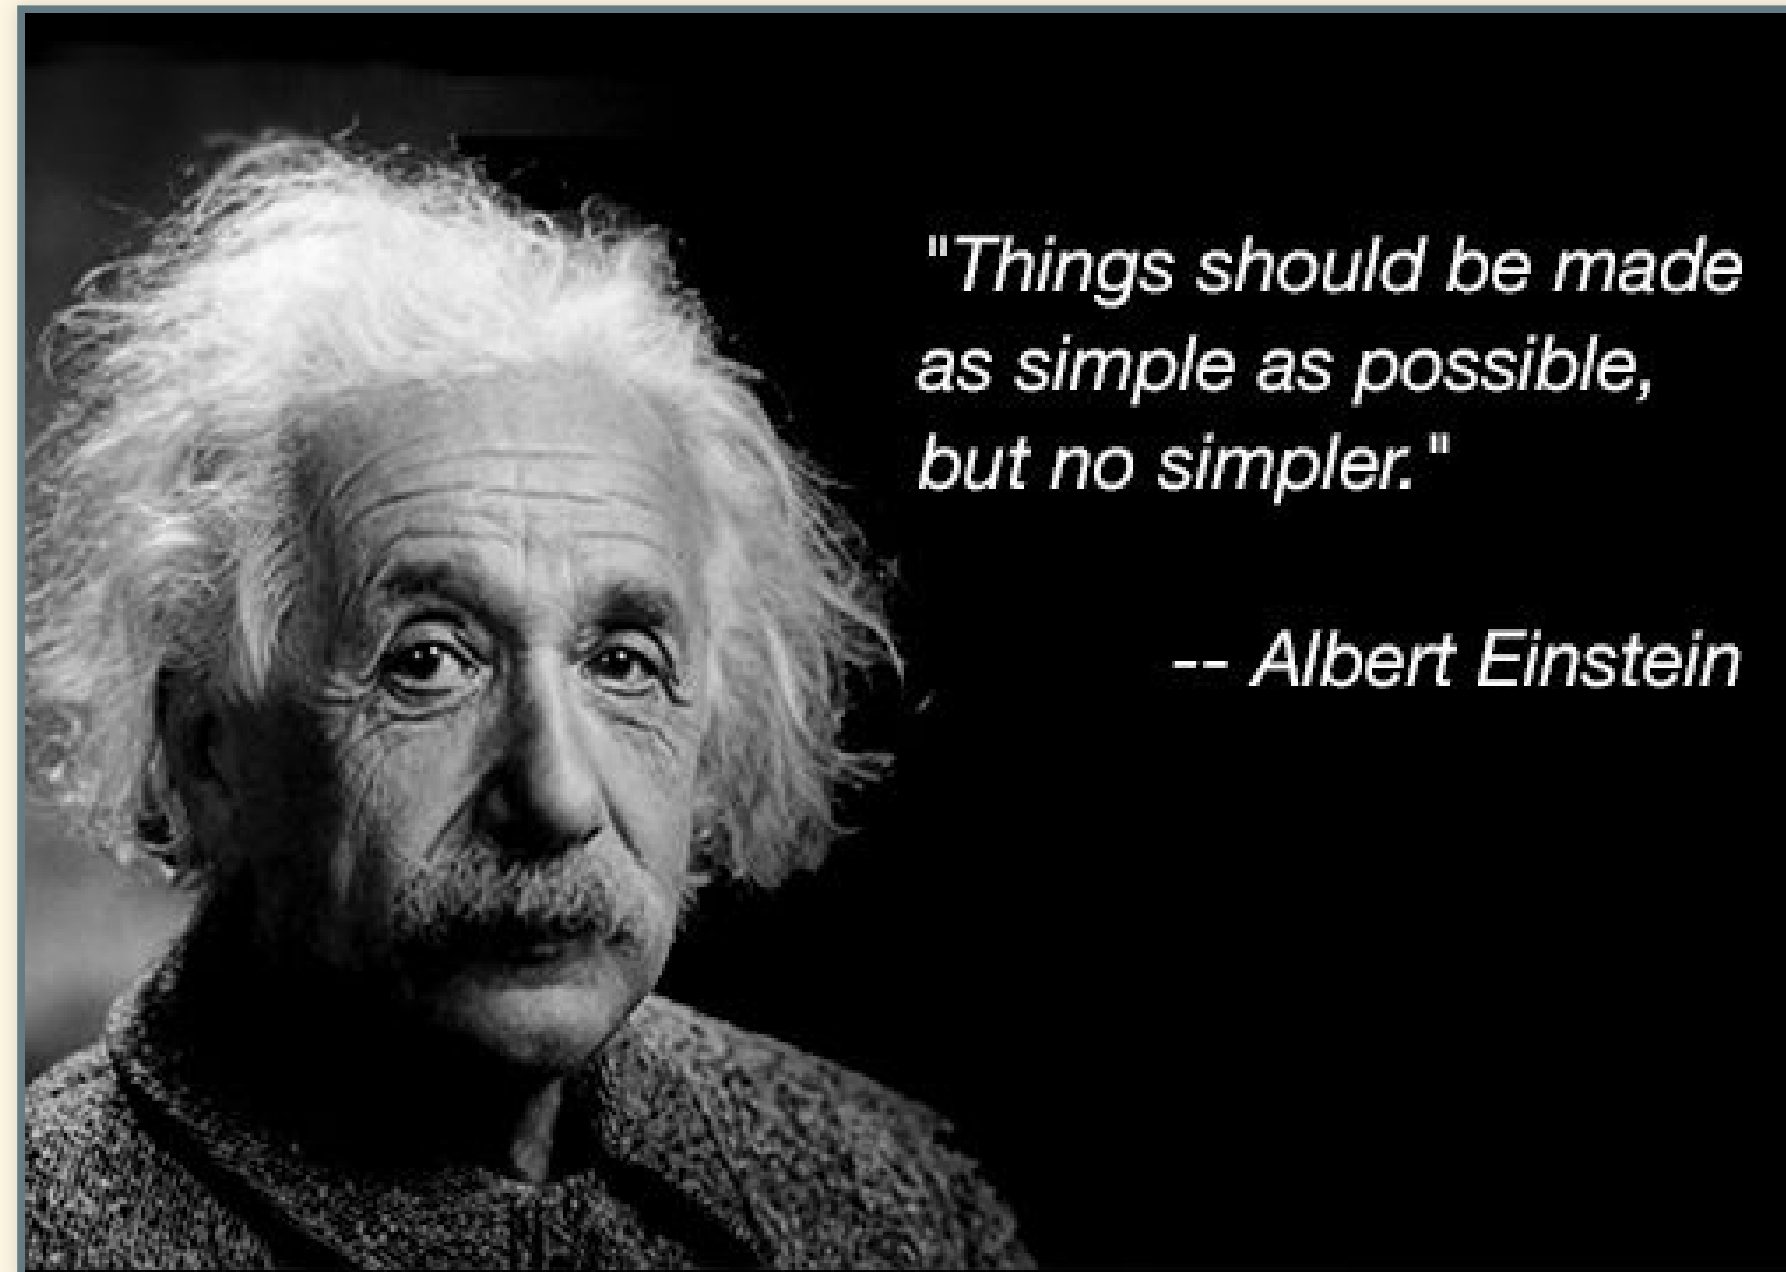 "Things should be made
as simple as possible,
but no simpler."
-- Albert Einstein